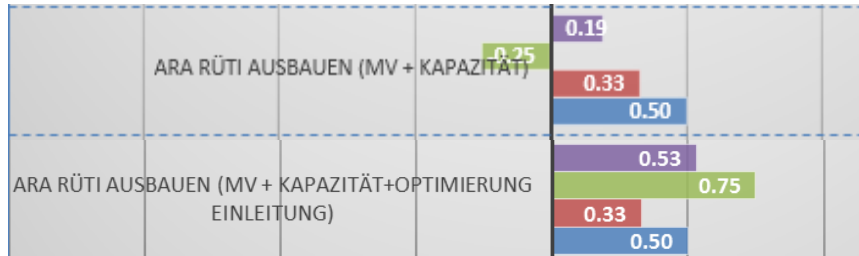 0.19
-0.25
ARA RÜTI AUSBAUEN (MV + KAPAZITÄT)
0.33
0.50
0.53
ARA RÜTI AUSBAUEN (MV + KAPAZITÄT+OPTIMIERUNG
0.75
EINLEITUNG)
0.33
0.50